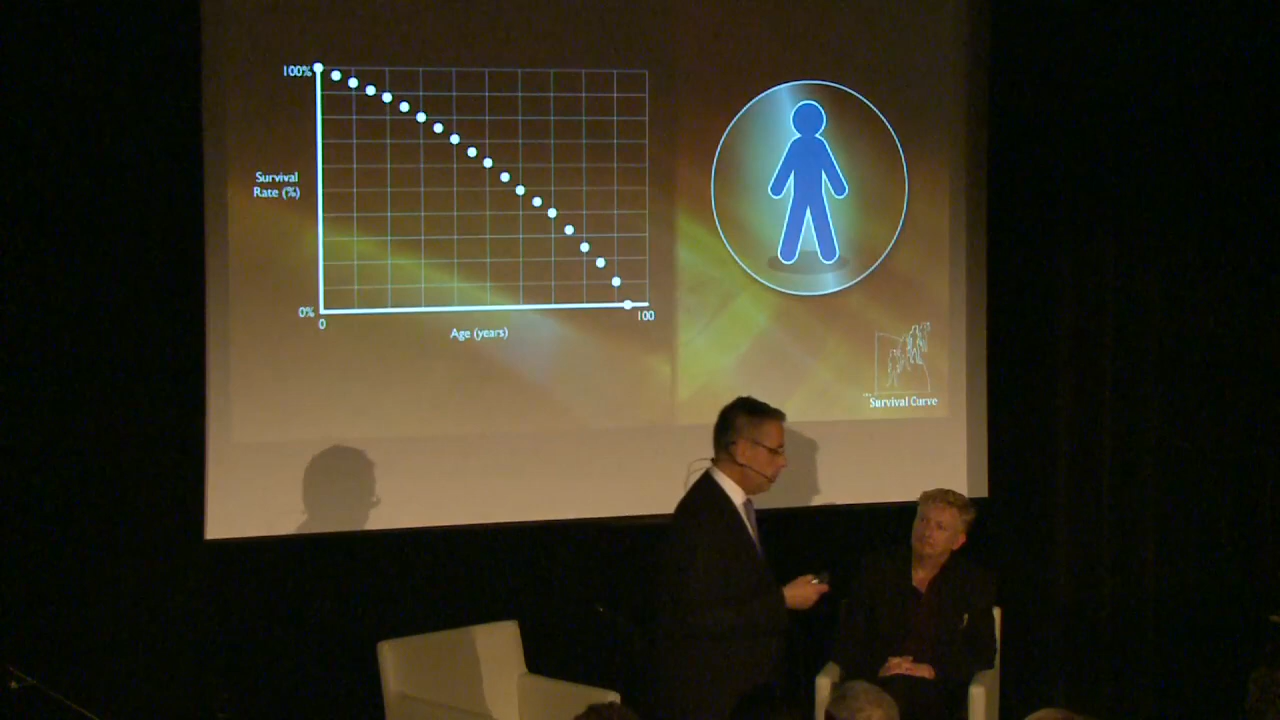 100%
Survival
Rate (%)
0%
0
100
Age (years)
Survival Curve